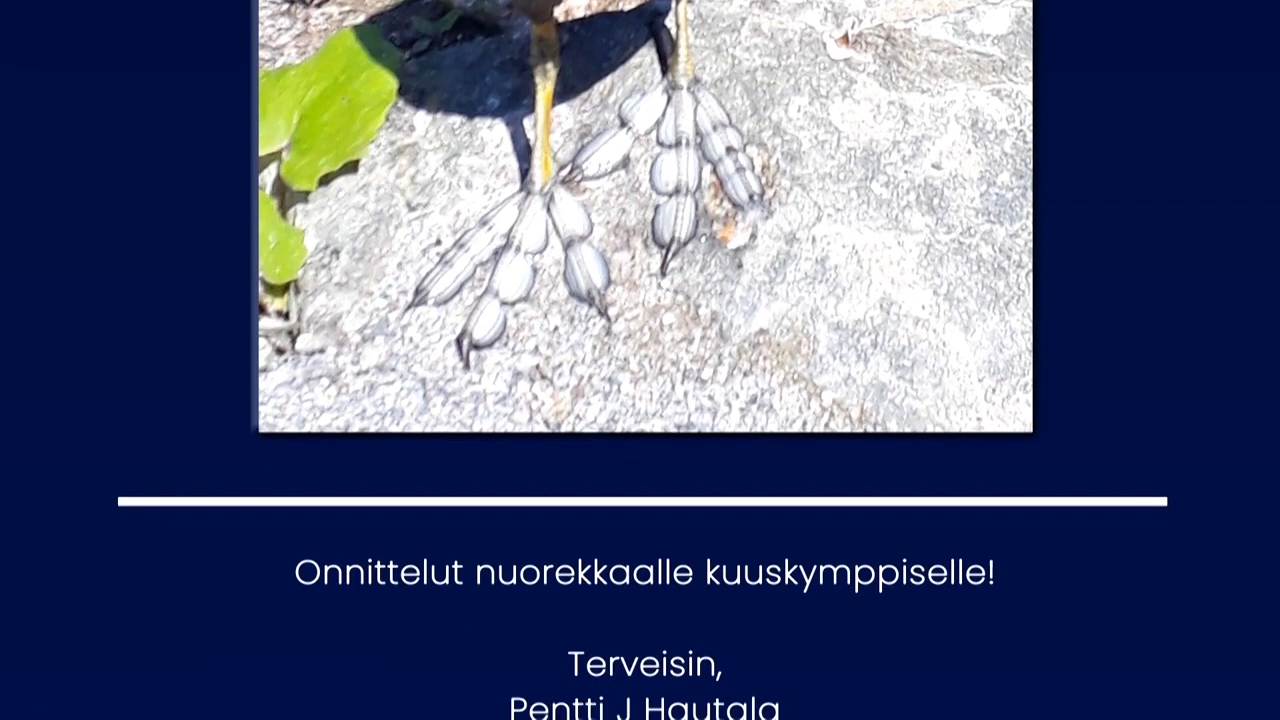 Onnittelut nuorekkaalle kuuskymppiselle!
Terveisin,
Pentti J Hautala